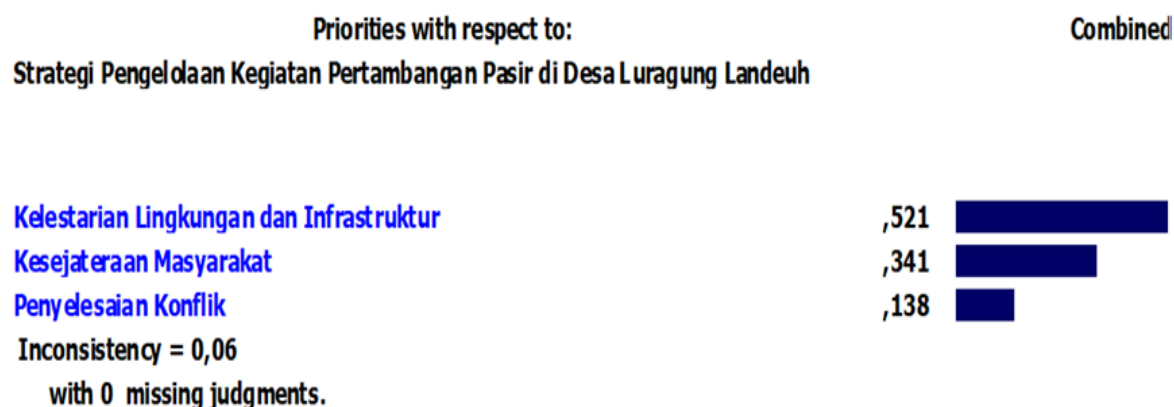 Priorities with respect to: Combined
Strategi Pengelolaan Kegiatan Pertambangan Pasir di Desa Luragung Landeuh
Kelestarian Lingkungan dan Infrastruktur ,521
Kesejateraan Masyarakat ,341
Penyelesaian Konflik ,138
Inconsistency = 0,06
with 0 missing judgments.